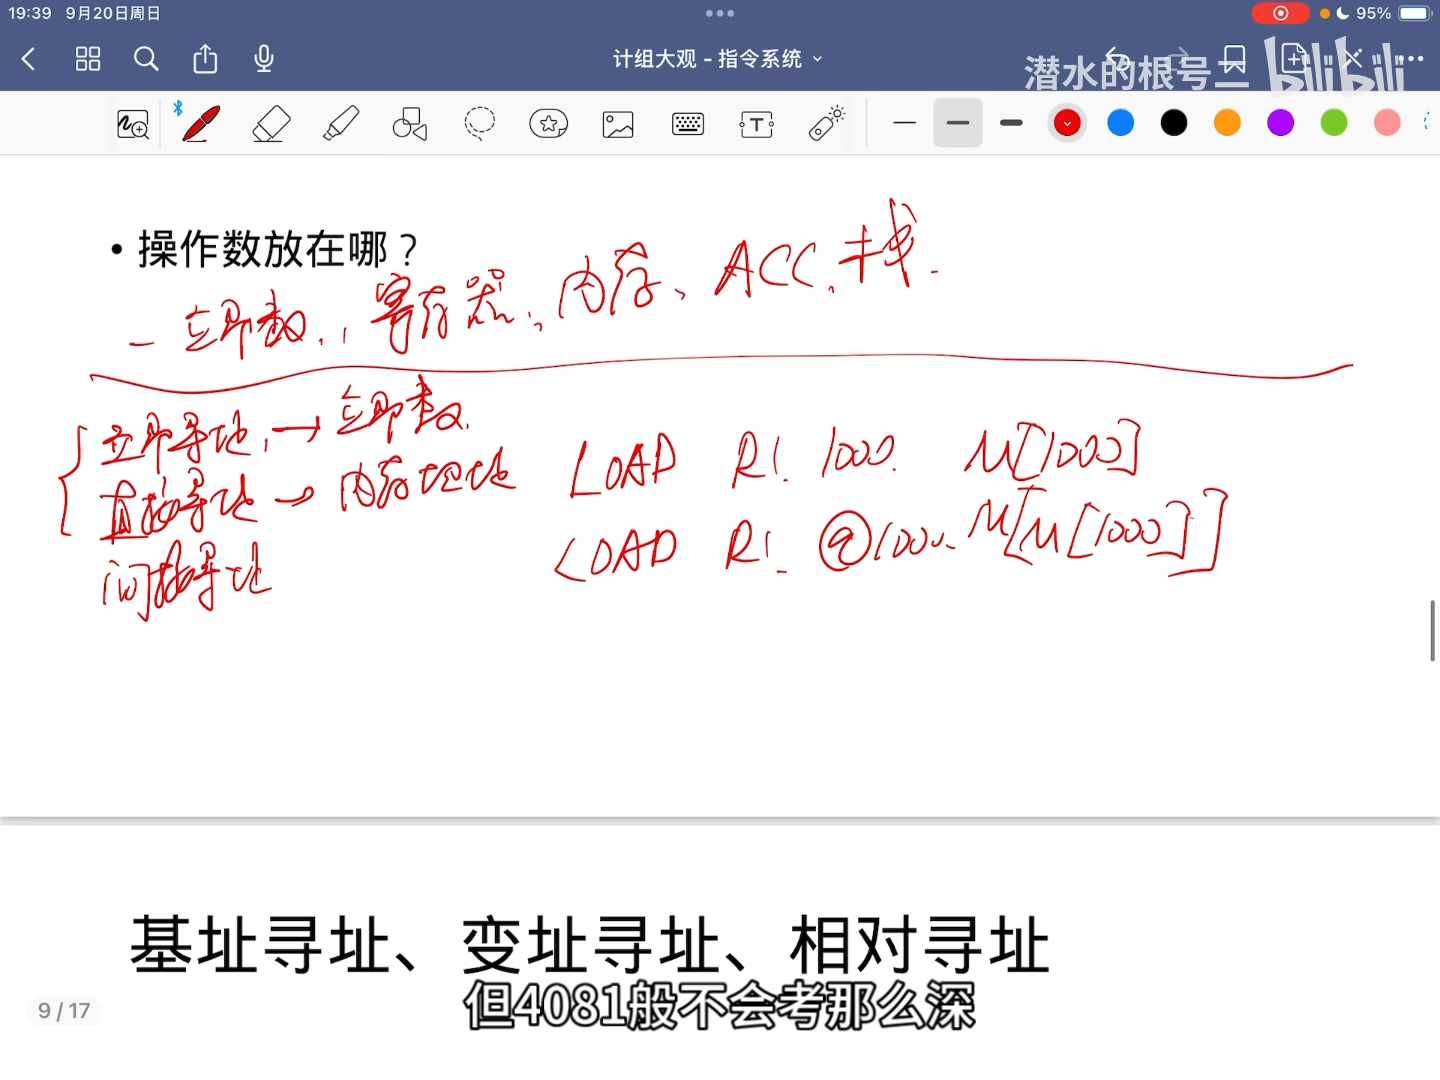 19:39 9月20日周日
95%
计组大观 - 指令系统
潜水的根号二 bilibili
• 操作数放在哪？
- 立即数、寄存器、内存、ACC、栈.
立即寻址 → 立即数
直接寻址 → 内存地址 LOAD R1 1000. M[1000]
间接寻址 LOAD R1 @1000. M[M[1000]]
基址寻址、变址寻址、相对寻址
但4081般不会考那么深
9 / 17